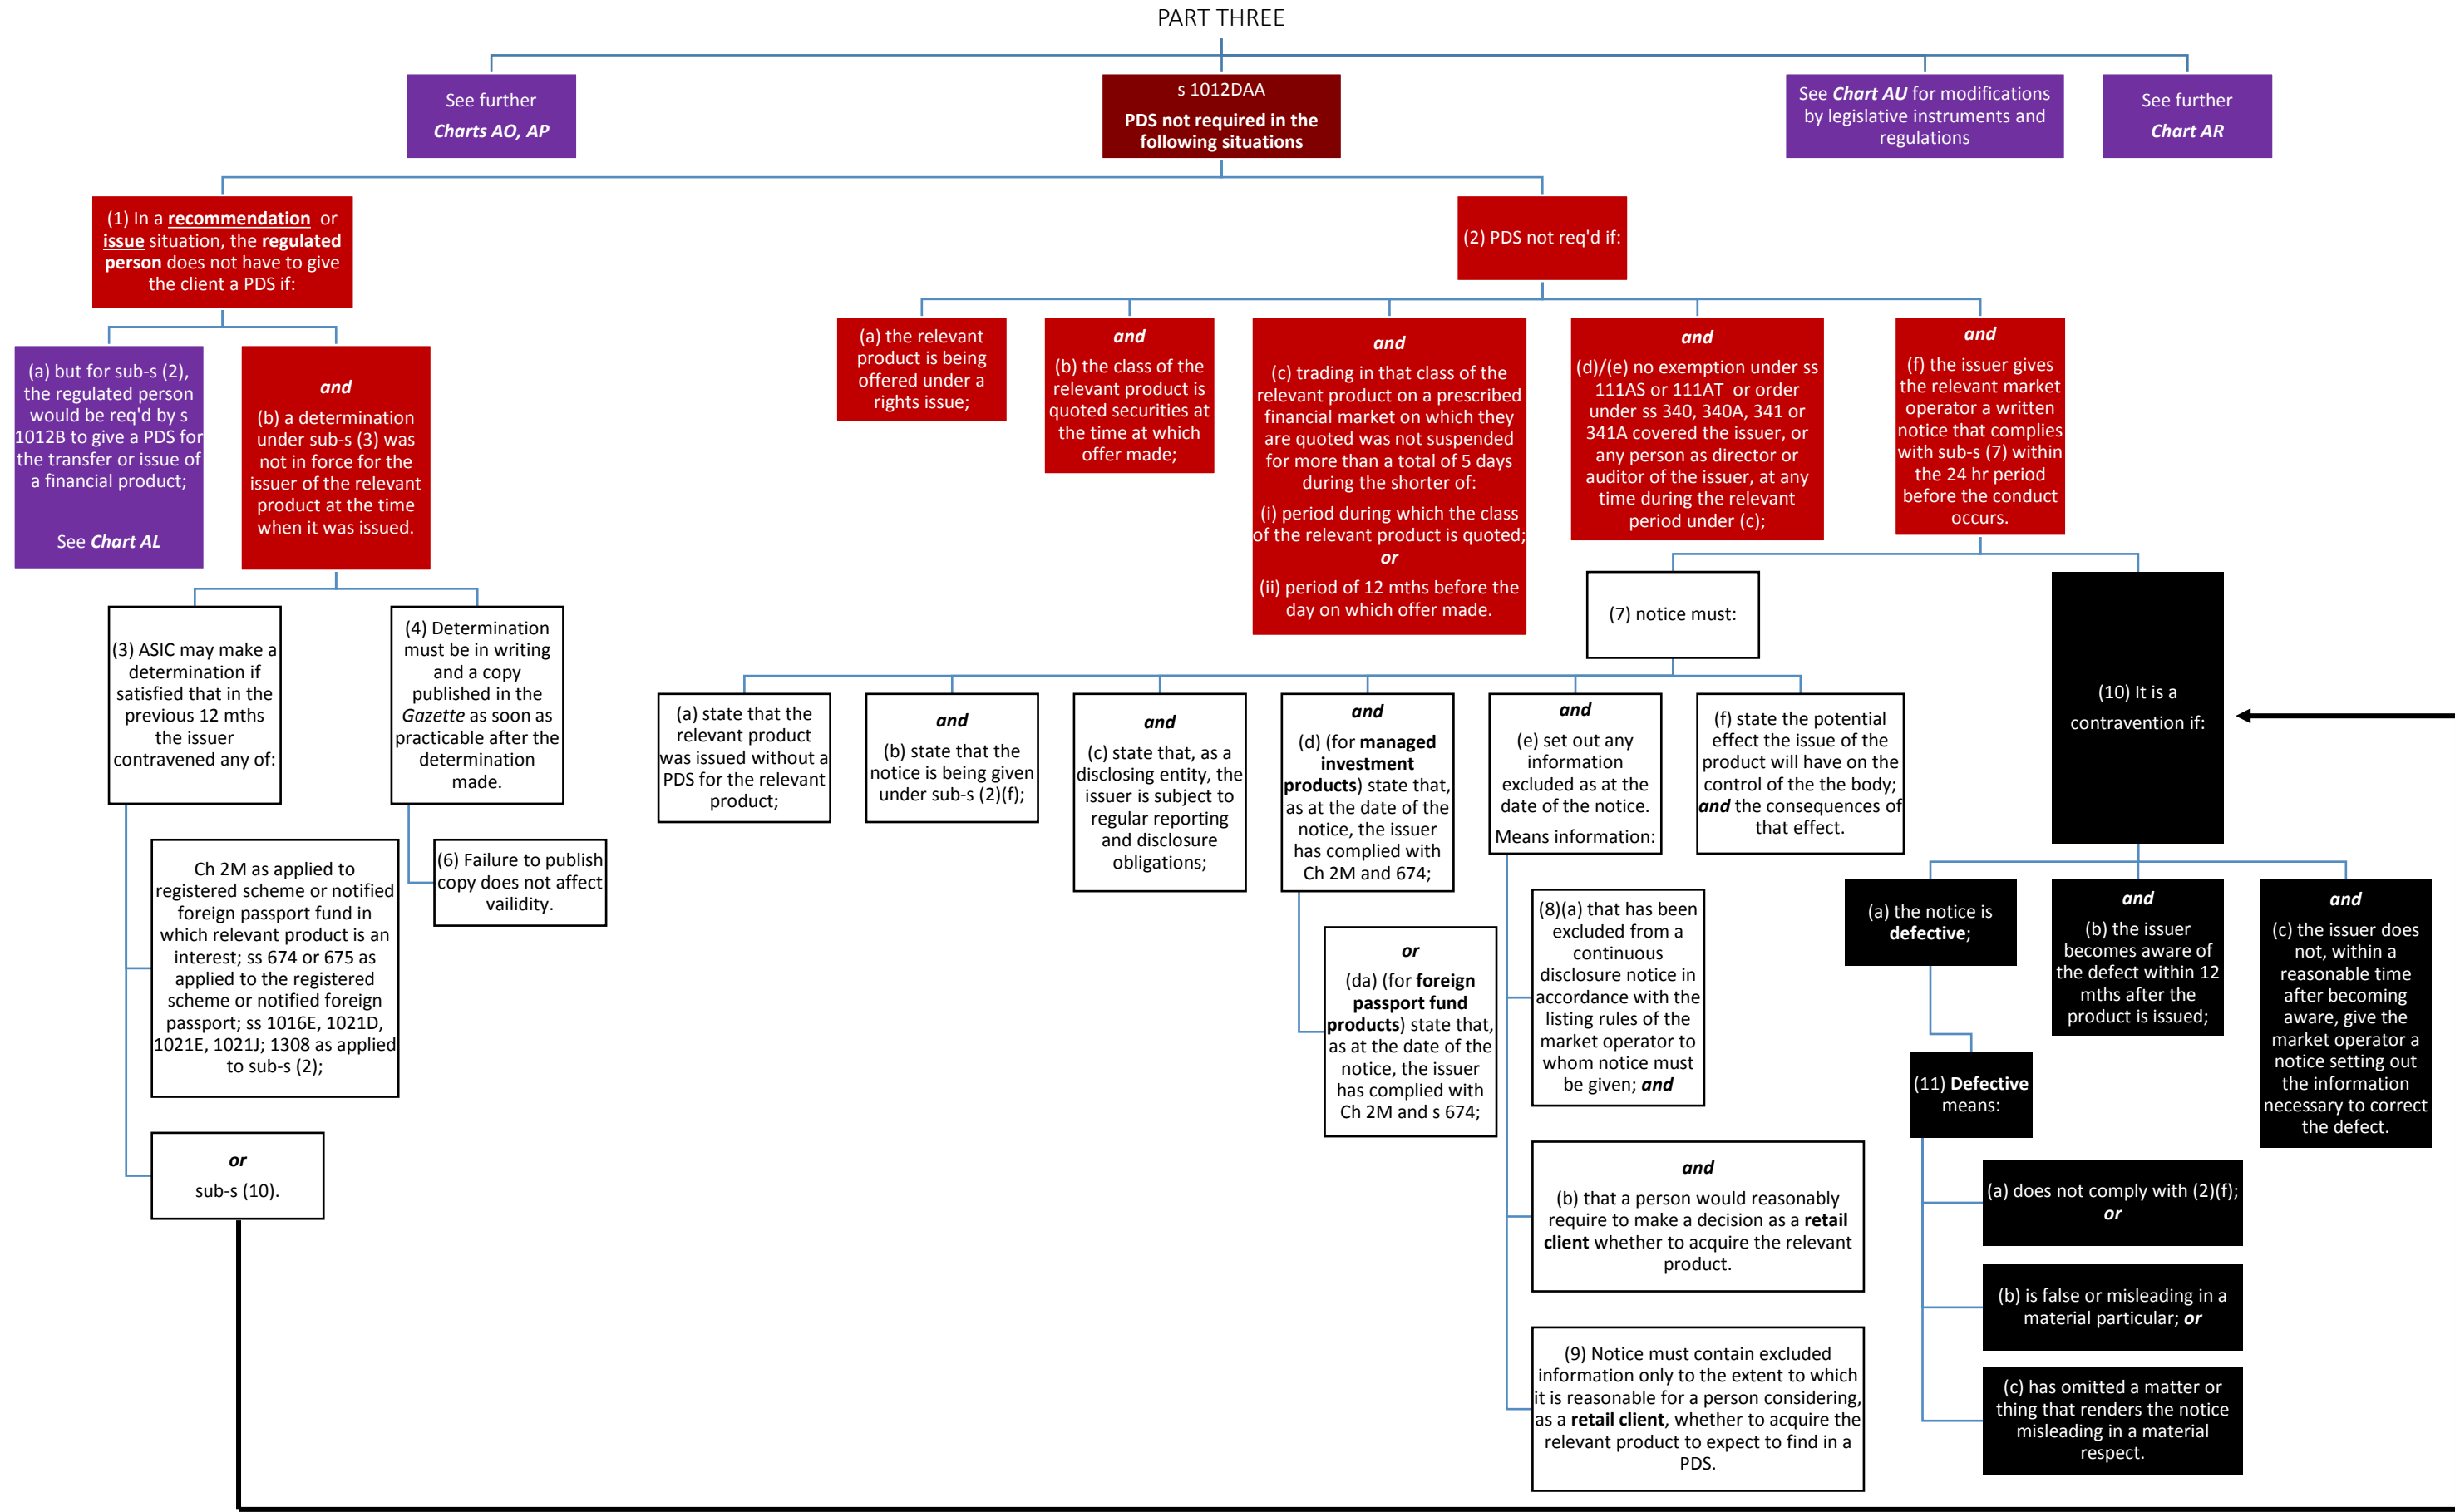 PART THREE
See further
Charts AO, AP
s 1012DAA
PDS not required in the
following situations
See Chart AU for modifications
by legislative instruments and
regulations
See further
Chart AR
(1) In a recommendation or
issue situation, the regulated
person does not have to give
the client a PDS if:
(2) PDS not req'd if:
(a) but for sub-s (2),
the regulated person
would be req'd by s
1012B to give a PDS for
the transfer or issue of
a financial product;
See Chart AL
and
(b) a determination
under sub-s (3) was
not in force for the
issuer of the relevant
product at the time
when it was issued.
(a) the relevant
product is being
offered under a
rights issue;
and
(b) the class of the
relevant product is
quoted securities at
the time at which
offer made;
and
(c) trading in that class of the
relevant product on a prescribed
financial market on which they
are quoted was not suspended
for more than a total of 5 days
during the shorter of:
(i) period during which the class
of the relevant product is quoted;
or
(ii) period of 12 mths before the
day on which offer made.
and
(d)/(e) no exemption under ss
111AS or 111AT or order
under ss 340, 340A, 341 or
341A covered the issuer, or
any person as director or
auditor of the issuer, at any
time during the relevant
period under (c);
and
(f) the issuer gives
the relevant market
operator a written
notice that complies
with sub-s (7) within
the 24 hr period
before the conduct
occurs.
(3) ASIC may make a
determination if
satisfied that in the
previous 12 mths
the issuer
contravened any of:
(4) Determination
must be in writing
and a copy
published in the
Gazette as soon as
practicable after the
determination
made.
Ch 2M as applied to
registered scheme or notified
foreign passport fund in
which relevant product is an
interest; ss 674 or 675 as
applied to the registered
scheme or notified foreign
passport; ss 1016E, 1021D,
1021E, 1021J; 1308 as applied
to sub-s (2);
(6) Failure to publish
copy does not affect
vailidity.
or
sub-s (10).
(7) notice must:
(a) state that the
relevant product
was issued without a
PDS for the relevant
product;
and
(b) state that the
notice is being given
under sub-s (2)(f);
and
(c) state that, as a
disclosing entity, the
issuer is subject to
regular reporting
and disclosure
obligations;
and
(d) (for managed
investment
products) state that,
as at the date of the
notice, the issuer
has complied with
Ch 2M and 674;
or
(da) (for foreign
passport fund
products) state that,
as at the date of the
notice, the issuer
has complied with
Ch 2M and s 674;
and
(e) set out any
information
excluded as at the
date of the notice.
Means information:
(f) state the potential
effect the issue of the
product will have on the
control of the the body;
and the consequences of
that effect.
(8)(a) that has been
excluded from a
continuous
disclosure notice in
accordance with the
listing rules of the
market operator to
whom notice must
be given; and
and
(b) that a person would reasonably
require to make a decision as a retail
client whether to acquire the relevant
product.
(9) Notice must contain excluded
information only to the extent to which
it is reasonable for a person considering,
as a retail client, whether to acquire the
relevant product to expect to find in a
PDS.
(10) It is a
contravention if:
(a) the notice is
defective;
and
(b) the issuer
becomes aware of
the defect within 12
mths after the
product is issued;
and
(c) the issuer does
not, within a
reasonable time
after becoming
aware, give the
market operator a
notice setting out
the information
necessary to correct
the defect.
(11) Defective
means:
(a) does not comply with (2)(f);
or
(b) is false or misleading in a
material particular; or
(c) has omitted a matter or
thing that renders the notice
misleading in a material
respect.